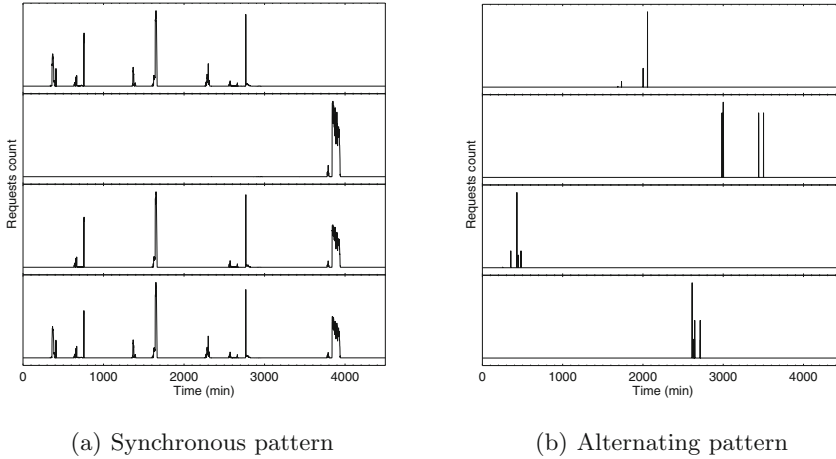 Requests count
0 1000 2000 3000 4000
Time (min)
(a) Synchronous pattern
Requests count
0 1000 2000 3000 4000
Time (min)
(b) Alternating pattern